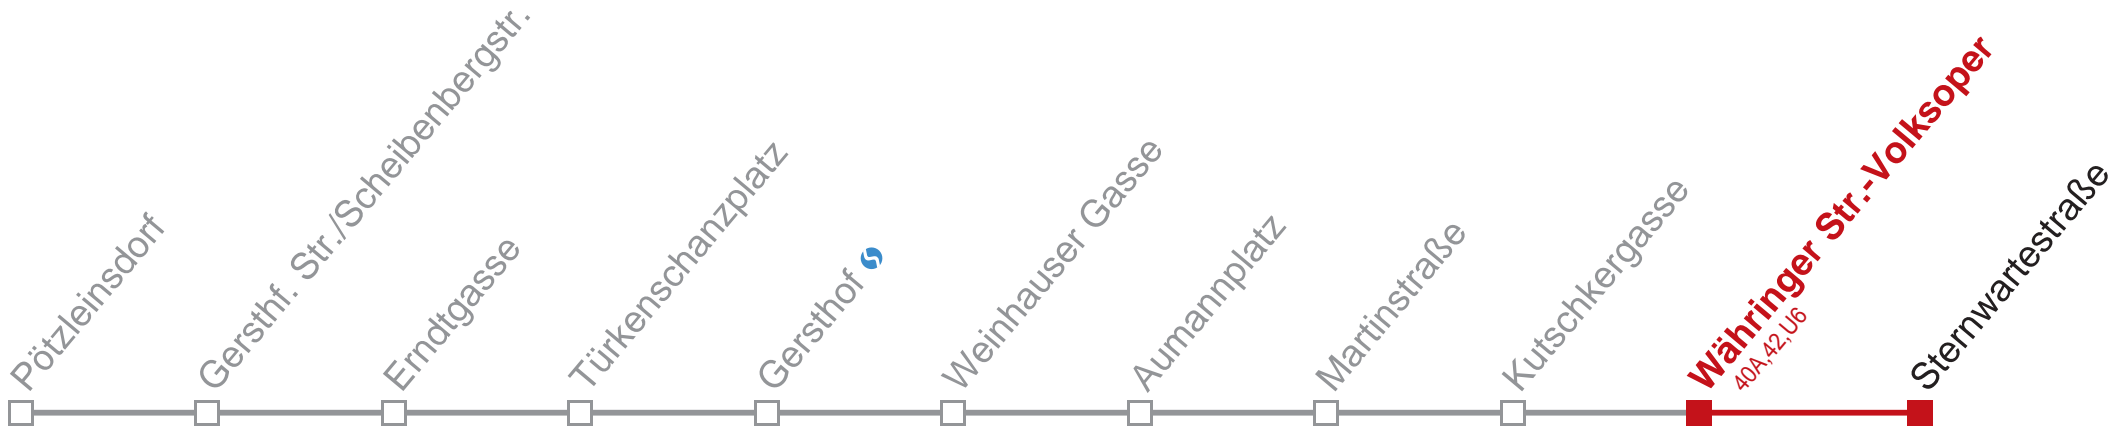 Pötzleinsdorf
Gersthf. Str./Scheibenbergstr.
Erndtgasse
Türkenschanzplatz
Gersthof
Weinhauser Gasse
Aumannplatz
Martinstraße
Kutschkergasse
Währinger Str.-Volksoper
40A,42,U6
Sternwartestraße